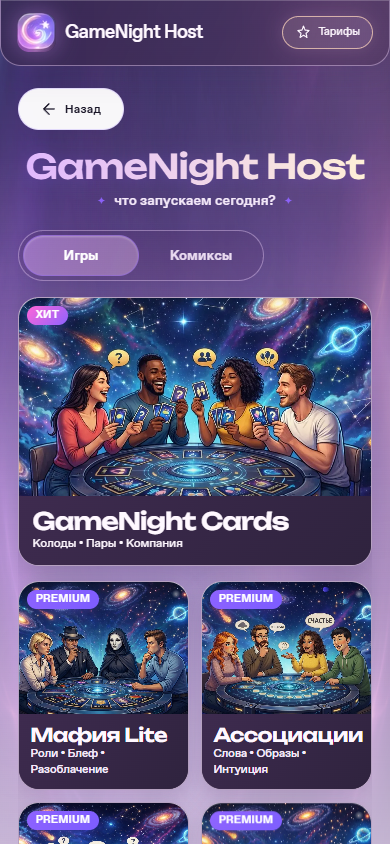 GameNight Host
Тарифы
Назад
GameNight Host
что запускаем сегодня?
Игры
Комиксы
ХИТ
?
GameNight Cards
Колоды • Пары • Компания
PREMIUM
PREMIUM
СЧАСТЬЕ
Мафия Lite
Ассоциации
Роли • Блеф •
Разоблачение
Слова • Образы •
Интуиция
PREMIUM
PREMIUM